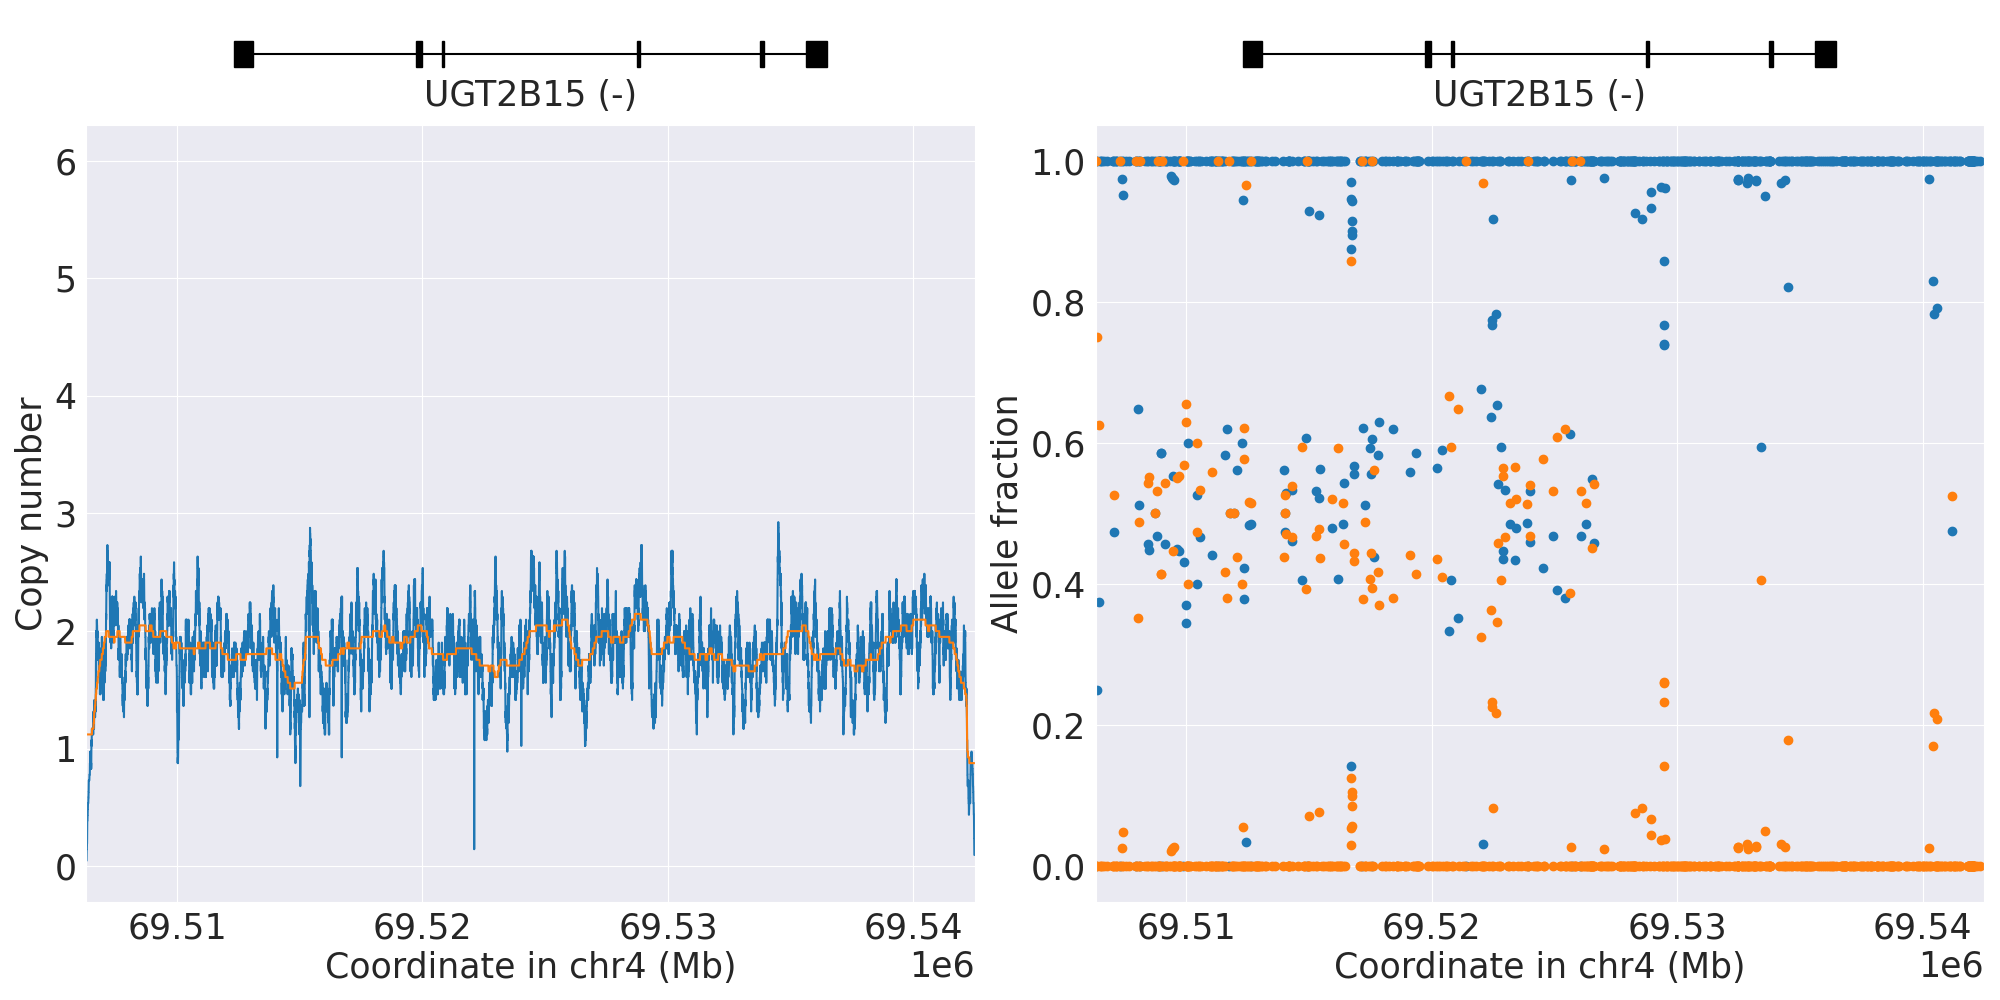 UGT2B15 (-)
6
5
4
3
2
1
0
Copy number
69.51
69.52
69.53
69.54
Coordinate in chr4 (Mb)
1e6
UGT2B15 (-)
1.0
0.8
0.6
0.4
0.2
0.0
Allele fraction
69.51
69.52
69.53
69.54
Coordinate in chr4 (Mb)
1e6